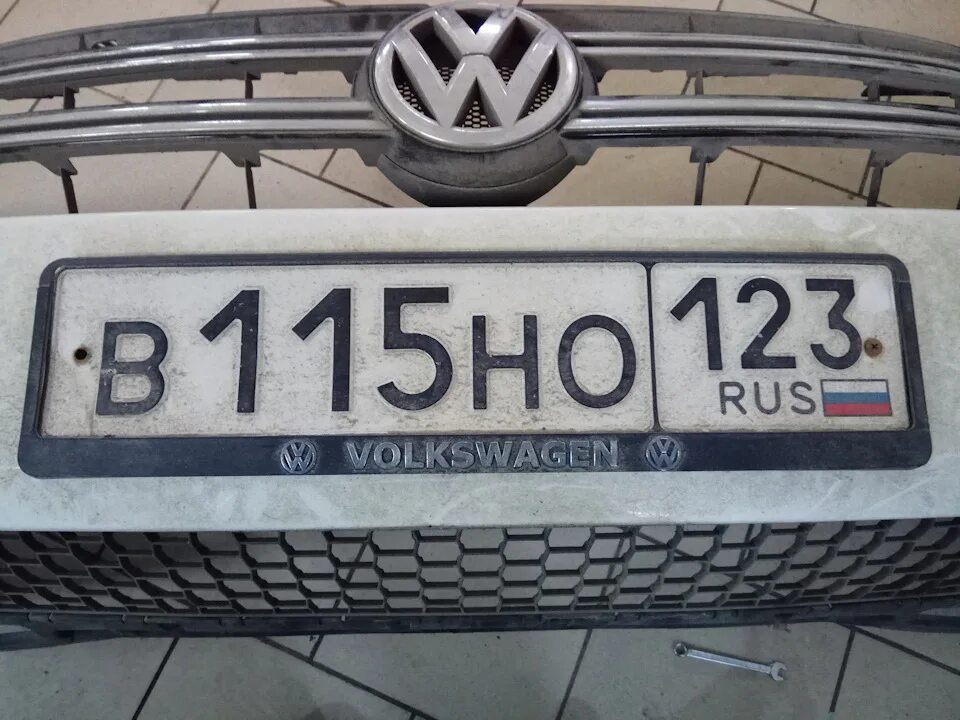 В 115 НО 123
RUS
VOLKSWAGEN